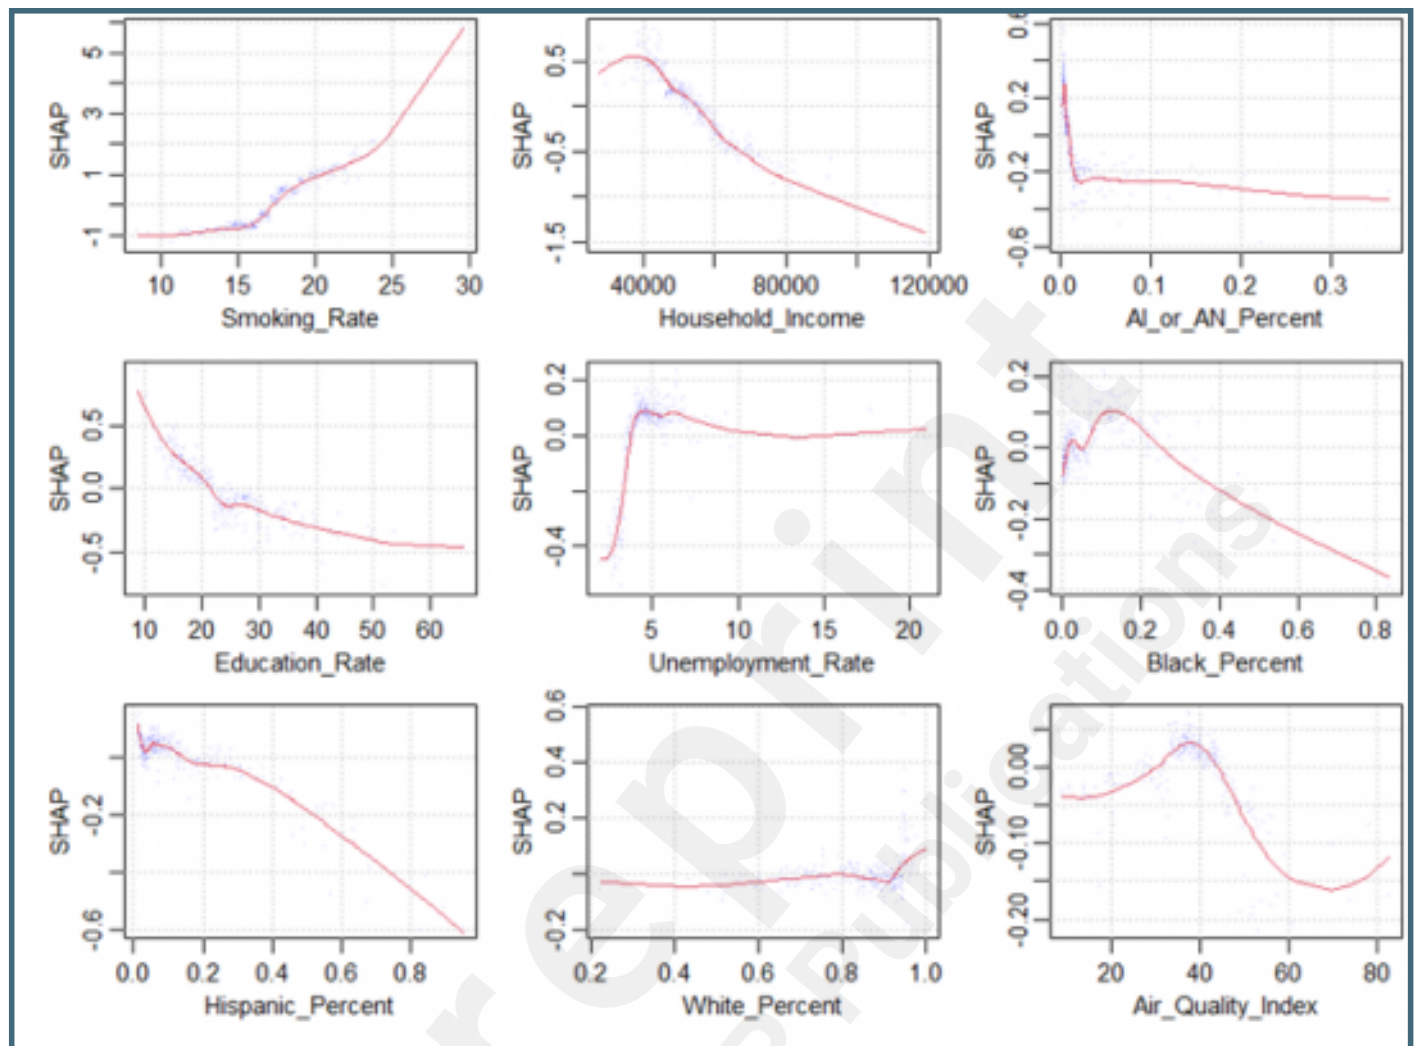 SHAP
5
3
1
-1
10 15 20 25 30
Smoking_Rate
SHAP
0.5
-0.5
-1.5
40000 80000 120000
Household_Income
SHAP
0.2
-0.2
-0.6
0.0 0.1 0.2 0.3
AI_or_AN_Percent
SHAP
0.5
0.0
-0.5
10 20 30 40 50 60
Education_Rate
SHAP
0.2
0.0
-0.4
5 10 15 20
Unemployment_Rate
SHAP
0.2
0.0
-0.2
-0.4
0.0 0.2 0.4 0.6 0.8
Black_Percent
SHAP
-0.2
-0.6
0.0 0.2 0.4 0.6 0.8
Hispanic_Percent
SHAP
0.6
0.4
0.2
-0.2
0.2 0.4 0.6 0.8 1.0
White_Percent
SHAP
0.00
-0.10
-0.20
20 40 60 80
Air_Quality_Index
reprint
Publications